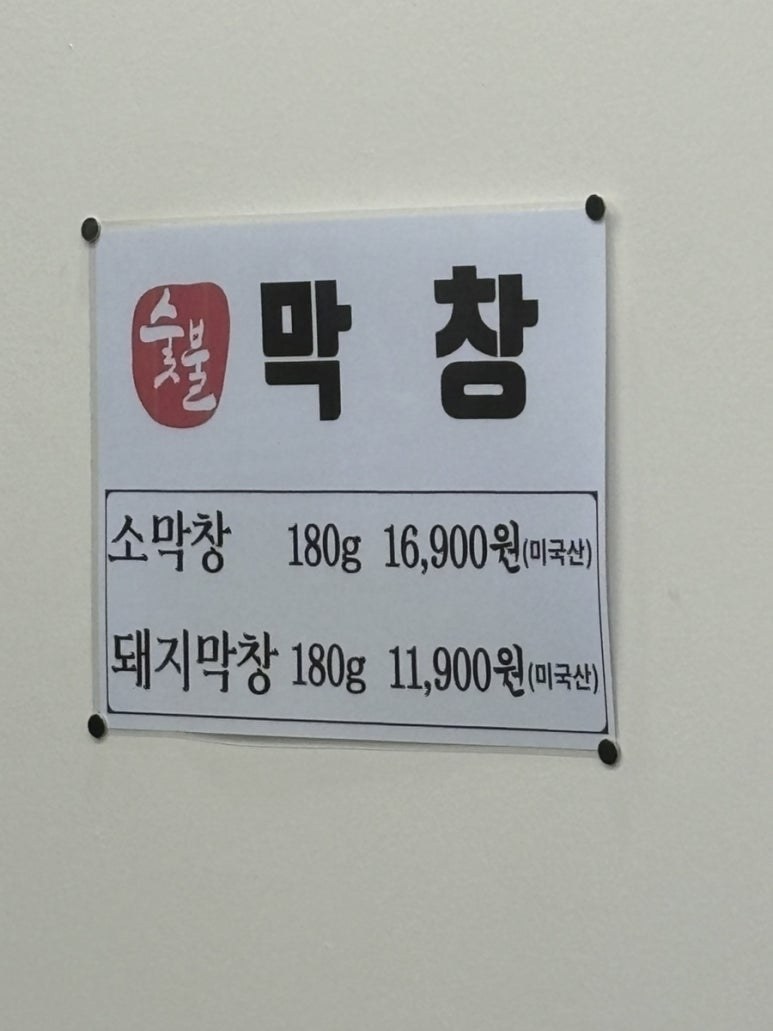 숯불 막창
소막창 180g 16,900원(미국산)
돼지막창 180g 11,900원(미국산)